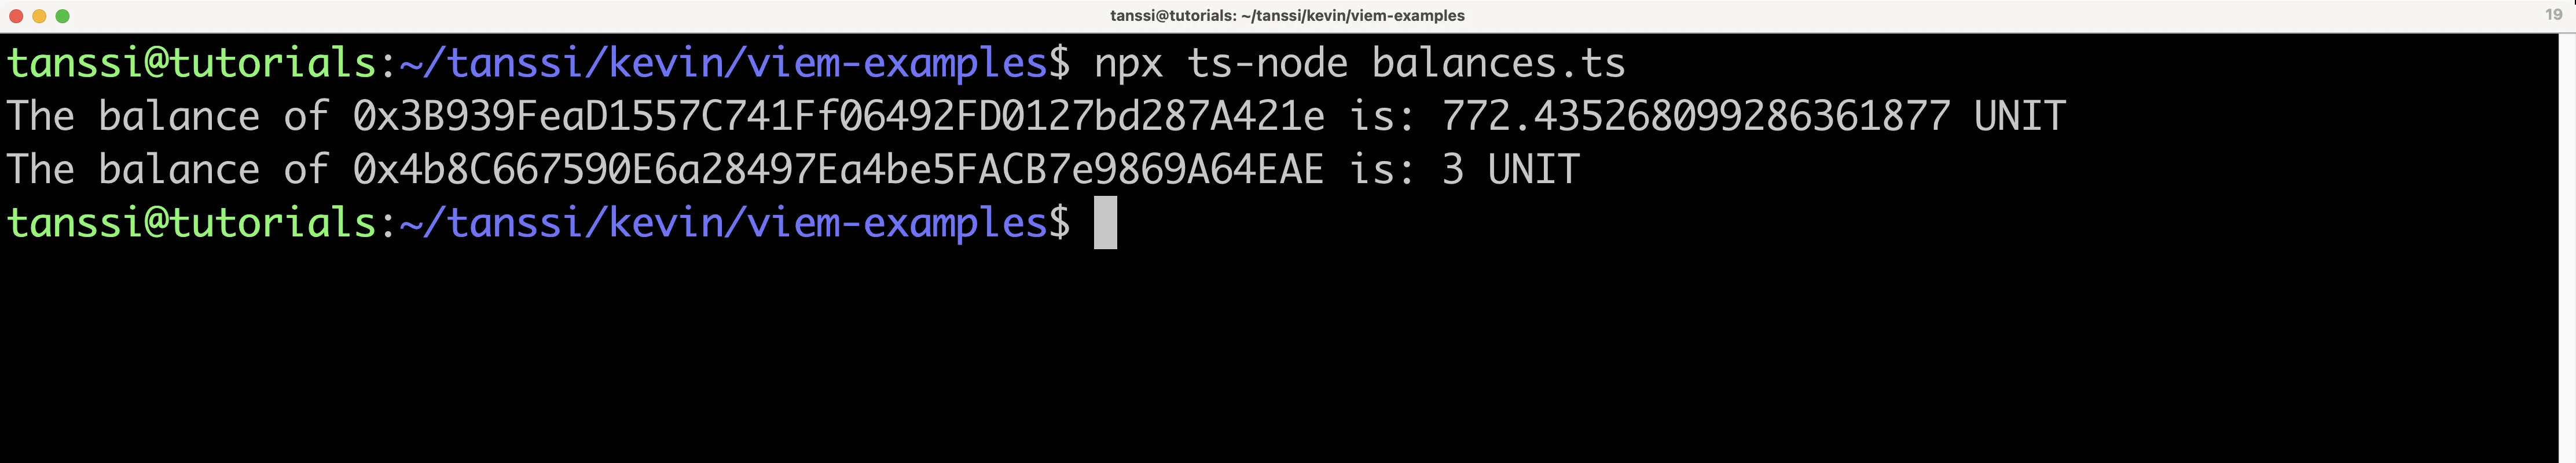 tanssi@tutorials: ~/tanssi/kevin/viem-examples
19
tanssi@tutorials:~/tanssi/kevin/viem-examples$ npx ts-node balances.ts
The balance of 0x3B939FeaD1557C741Ff06492FD0127bd287A421e is: 772.435268099286361877 UNIT
The balance of 0x4b8C667590E6a28497Ea4be5FACB7e9869A64EAE is: 3 UNIT
tanssi@tutorials:~/tanssi/kevin/viem-examples$